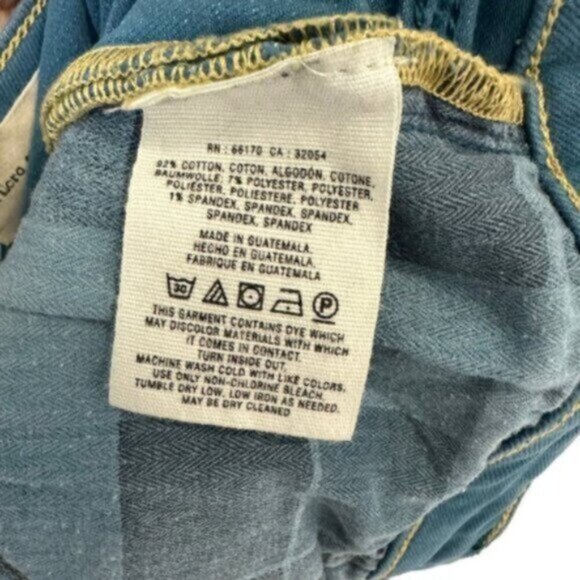 RN : 66170 CA : 32054
92% COTTON, COTON, ALGODÓN, COTONE,
BAUMWOLLE; 7% POLYESTER, POLYESTER,
POLIÉSTER, POLIESTERE, POLYESTER;
1% SPANDEX, SPANDEX, SPANDEX,
SPANDEX, SPANDEX
MADE IN GUATEMALA.
HECHO EN GUATEMALA.
FABRIQUE EN GUATEMALA
30 P
THIS GARMENT CONTAINS DYE WHICH
MAY DISCOLOR MATERIALS WITH WHICH
IT COMES IN CONTACT.
TURN INSIDE OUT.
MACHINE WASH COLD WITH LIKE COLORS.
USE ONLY NON-CHLORINE BLEACH.
TUMBLE DRY LOW. LOW IRON AS NEEDED.
MAY BE DRY CLEANED